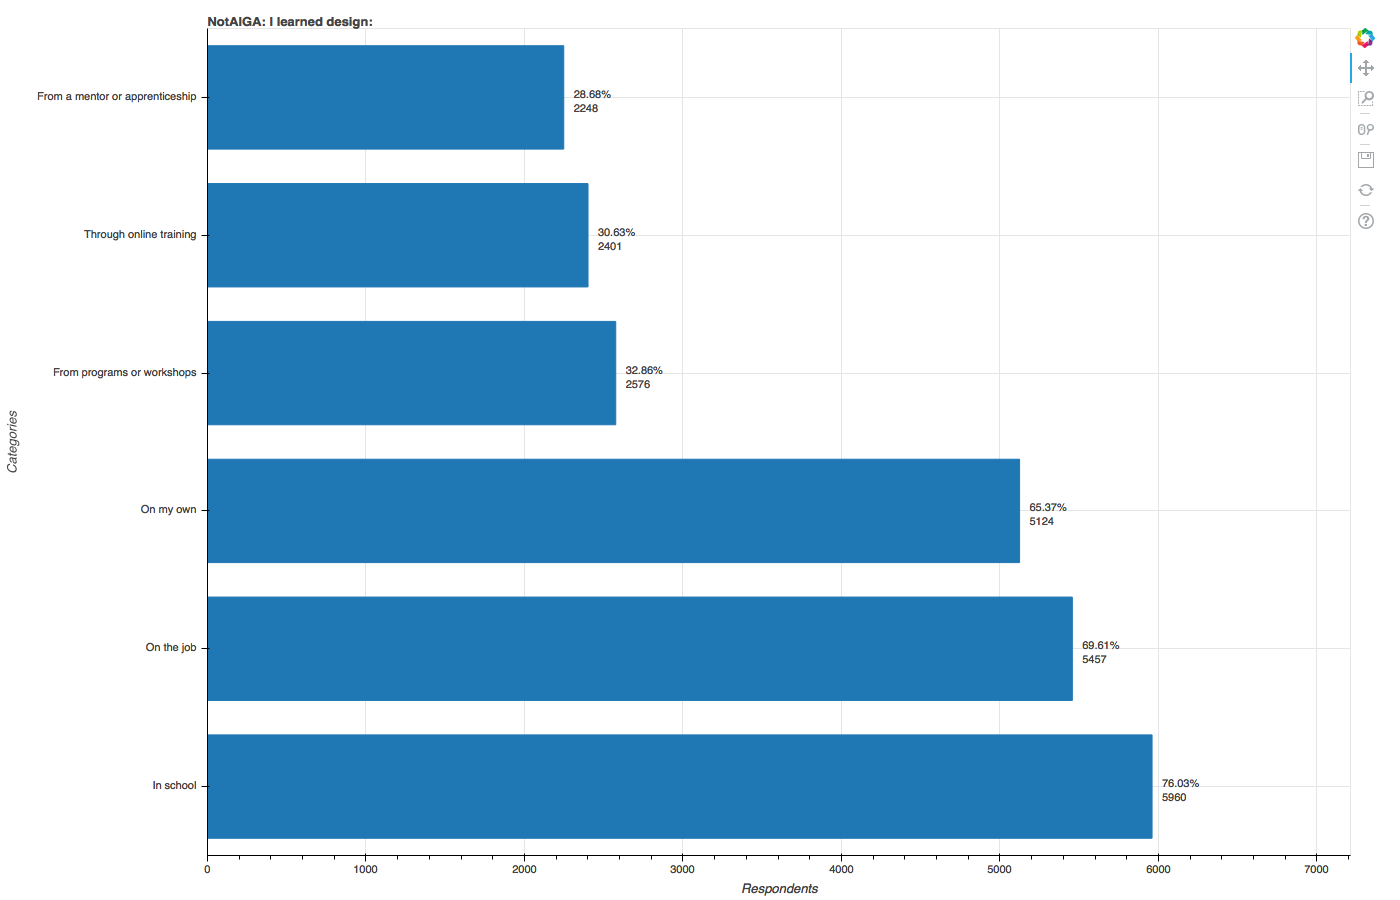 NotAIGA: I learned design:
From a mentor or apprenticeship
28.68%
2248
Through online training
30.63%
2401
From programs or workshops
32.86%
2576
Categories
On my own
65.37%
5124
On the job
69.61%
5457
In school
76.03%
5960
0 1000 2000 3000 4000 5000 6000 7000
Respondents